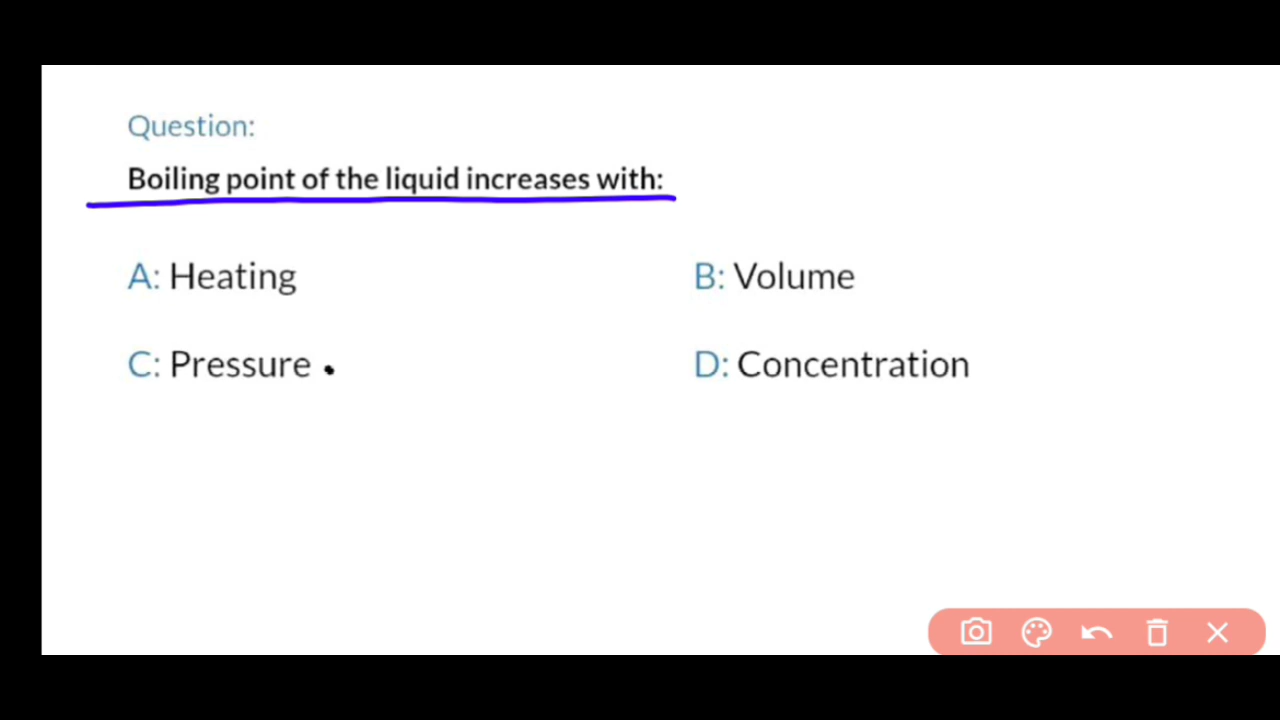 Question:
Boiling point of the liquid increases with:
A: Heating
B: Volume
C: Pressure
D: Concentration